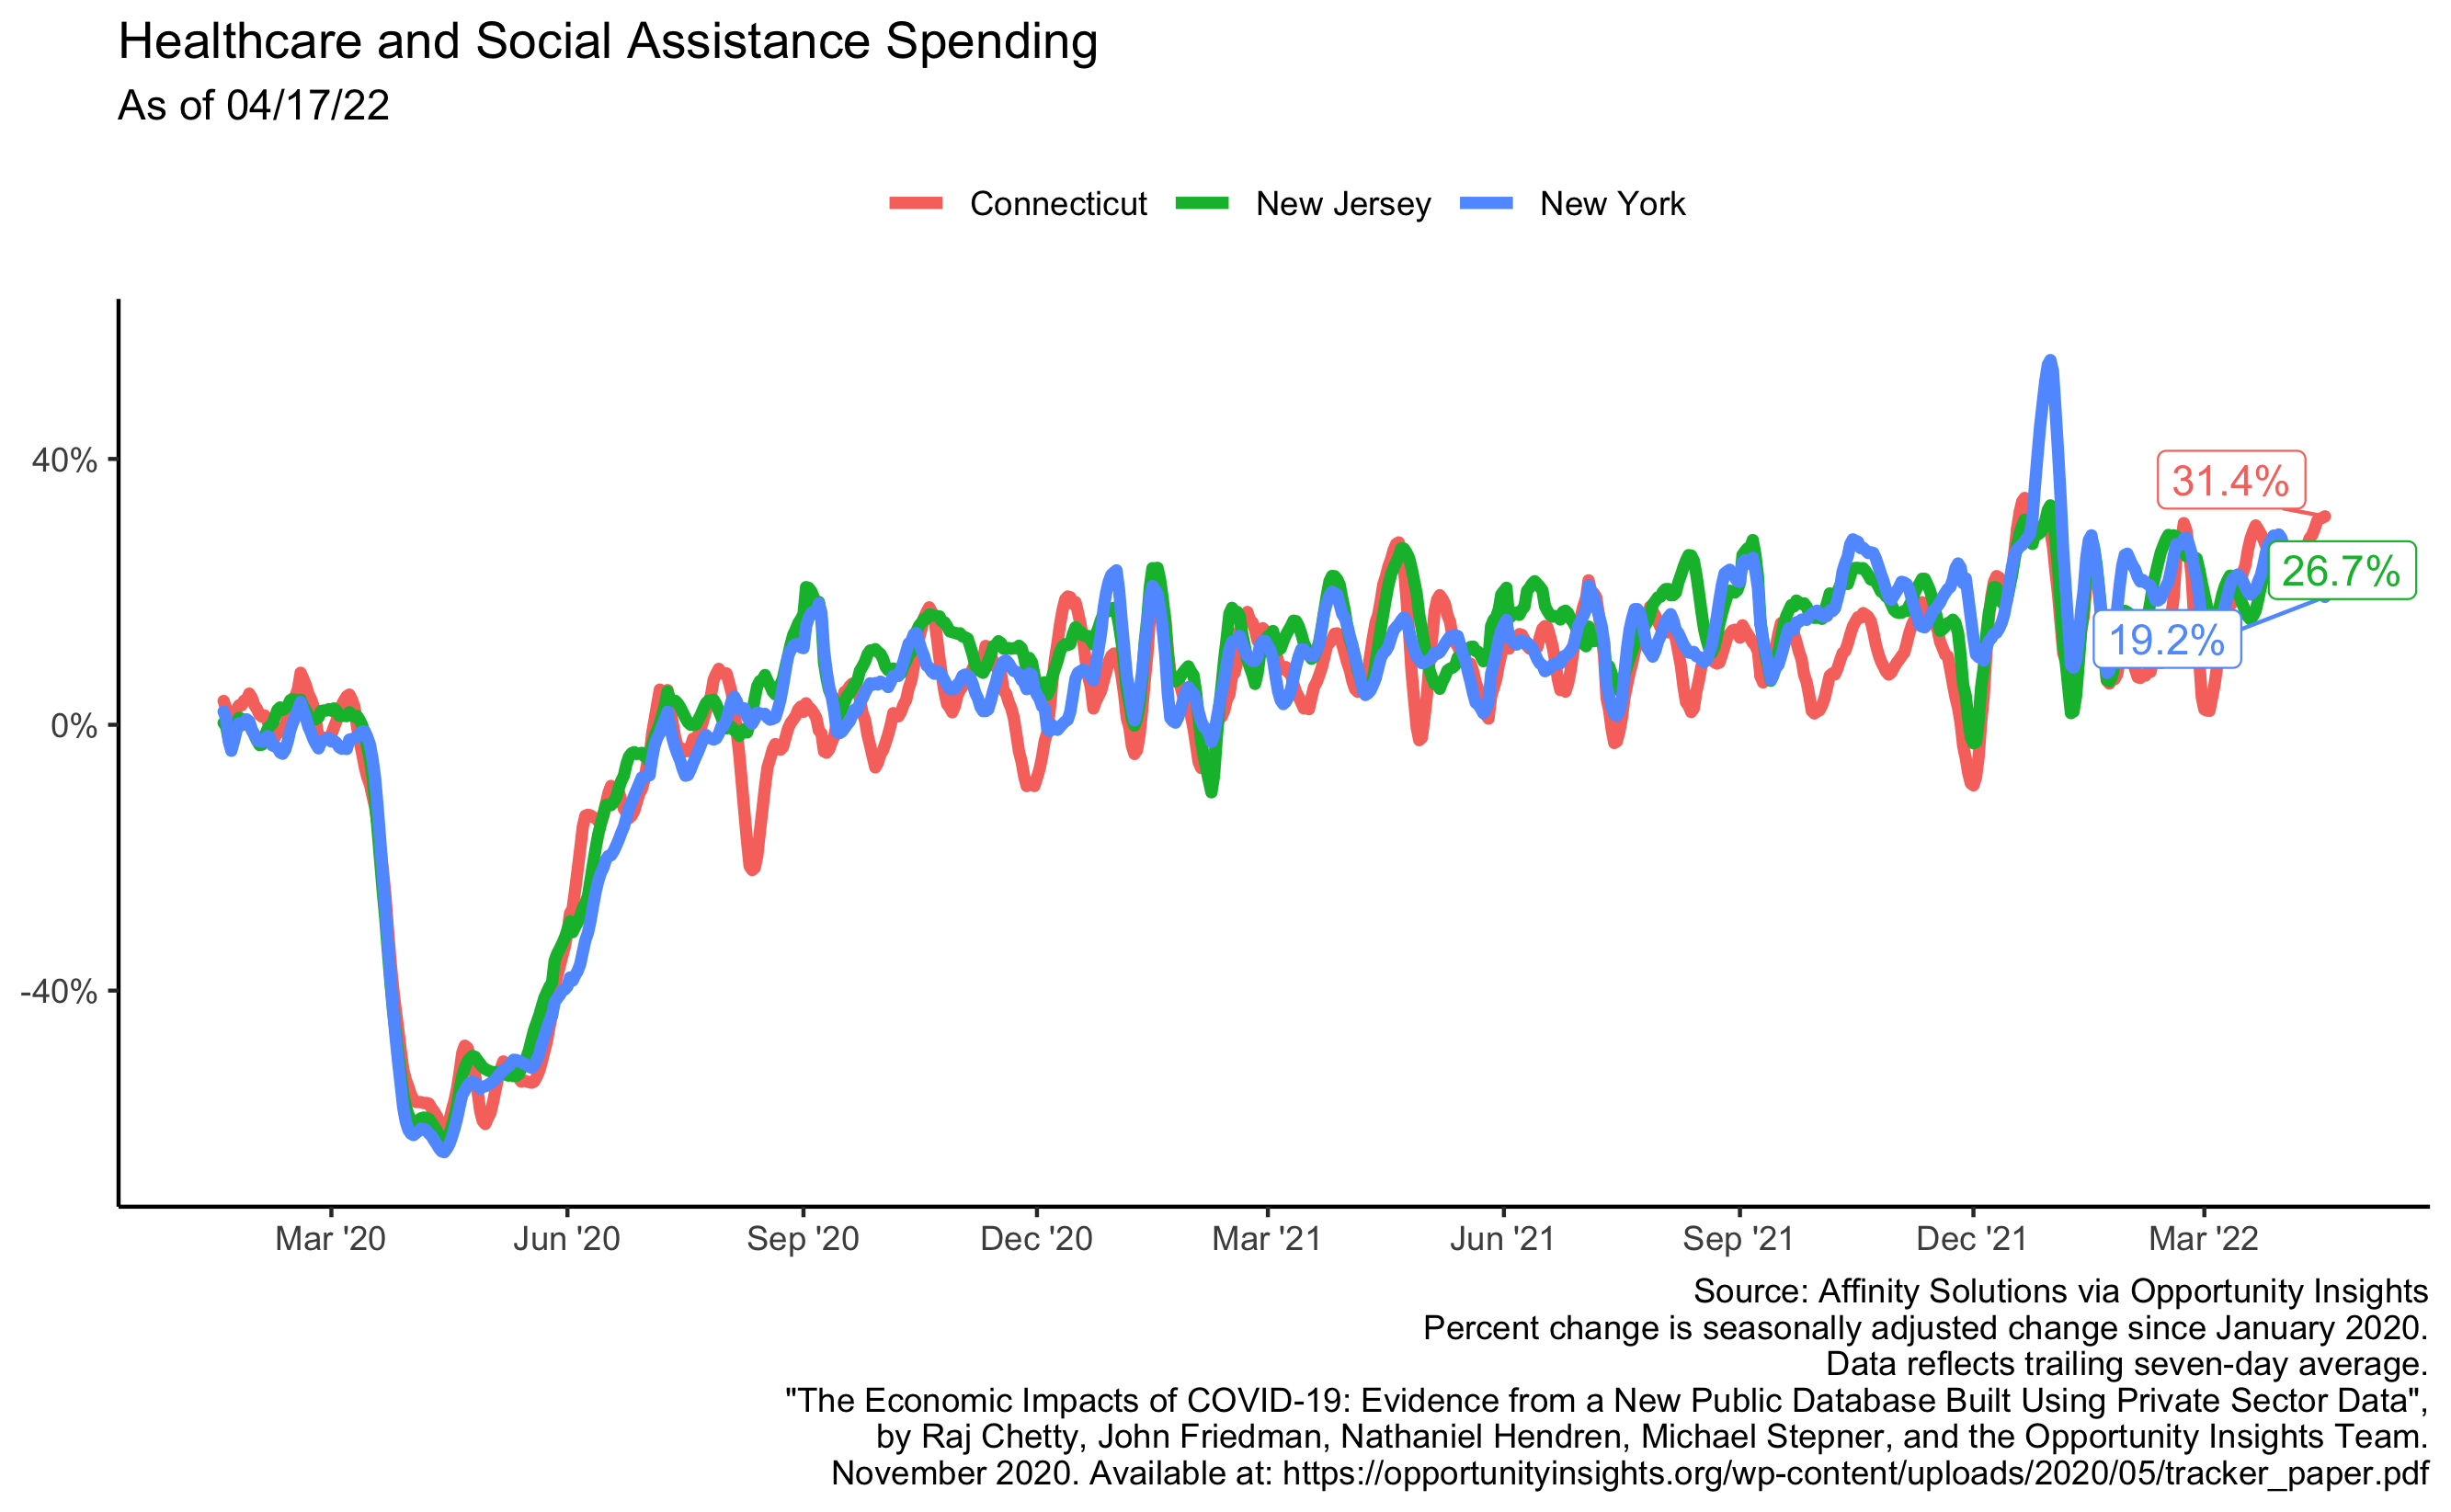 Healthcare and Social Assistance Spending
As of 04/17/22
Connecticut New Jersey New York
40%
0%
-40%
31.4%
26.7%
19.2%
Mar '20 Jun '20 Sep '20 Dec '20 Mar '21 Jun '21 Sep '21 Dec '21 Mar '22
Source: Affinity Solutions via Opportunity Insights
Percent change is seasonally adjusted change since January 2020.
Data reflects trailing seven-day average.
"The Economic Impacts of COVID-19: Evidence from a New Public Database Built Using Private Sector Data",
by Raj Chetty, John Friedman, Nathaniel Hendren, Michael Stepner, and the Opportunity Insights Team.
November 2020. Available at: https://opportunityinsights.org/wp-content/uploads/2020/05/tracker_paper.pdf